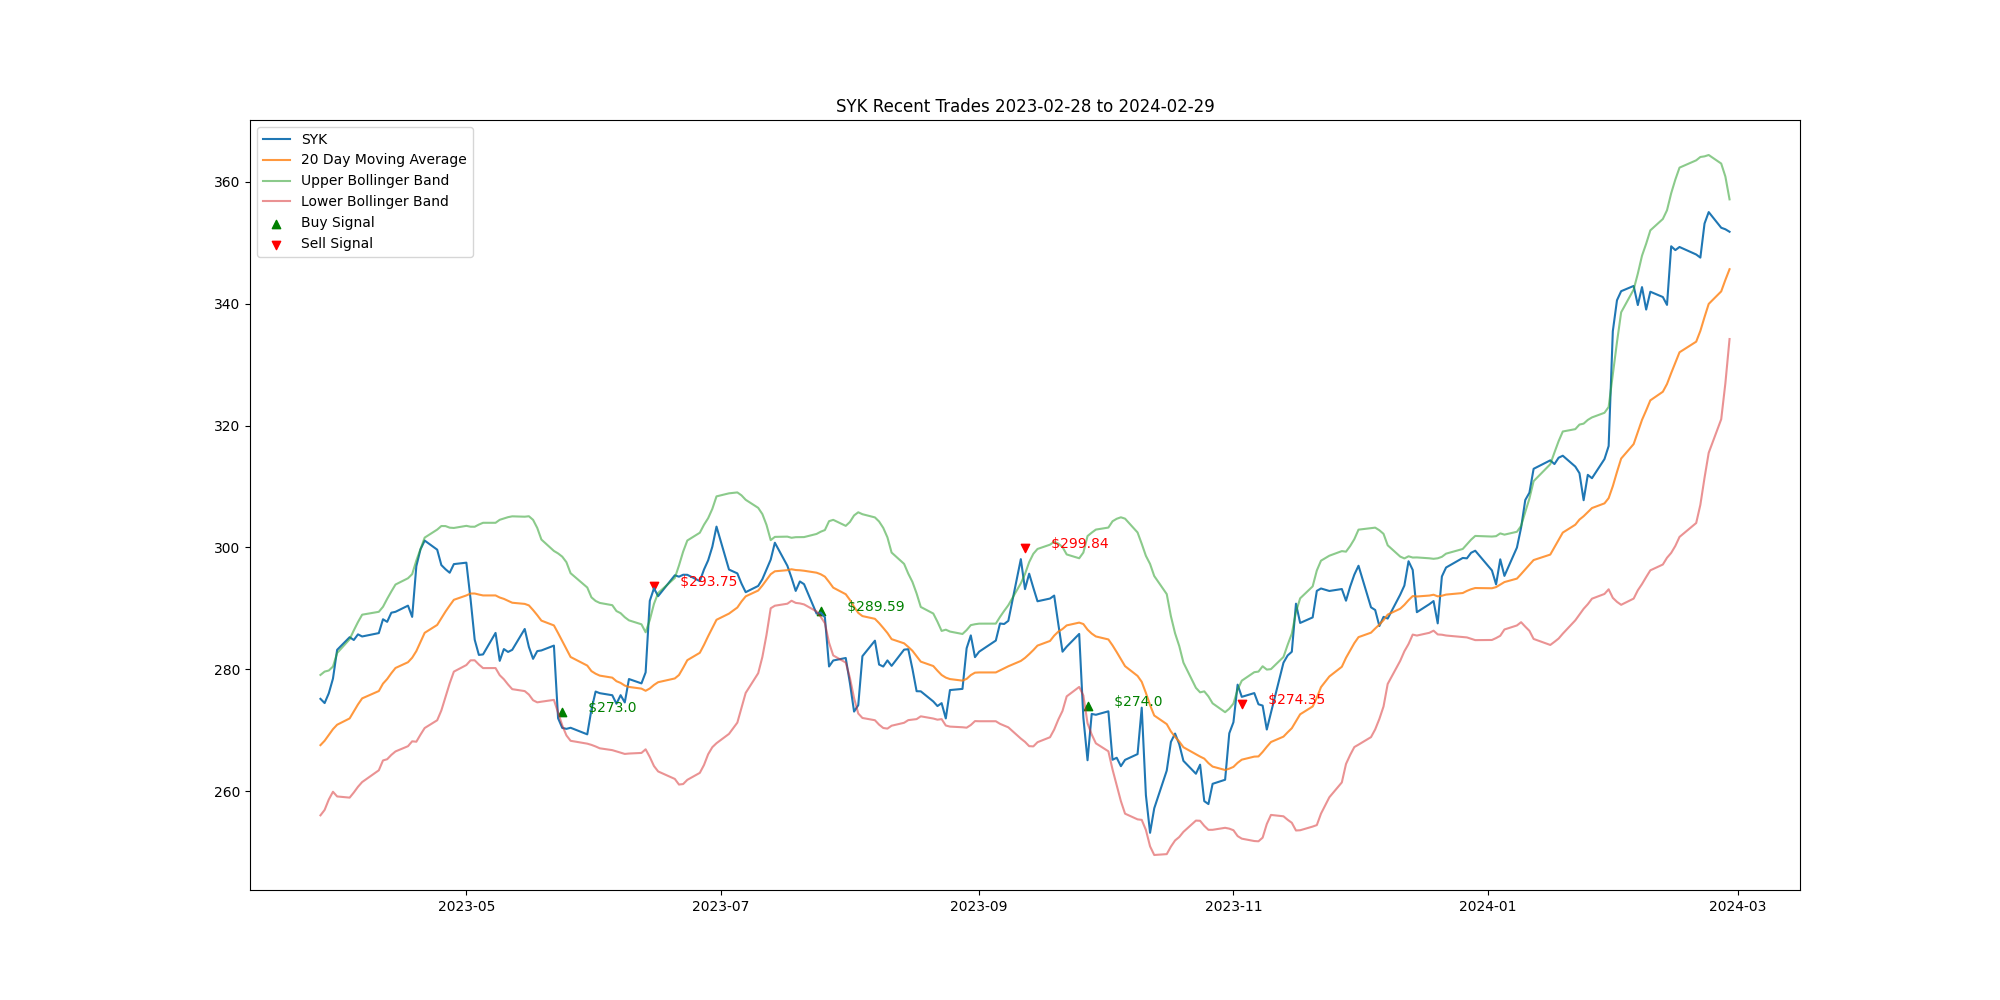 SYK Recent Trades 2023-02-28 to 2024-02-29
SYK
20 Day Moving Average
Upper Bollinger Band
Lower Bollinger Band
Buy Signal
Sell Signal
360
340
320
300
280
260
$273.0
$293.75
$289.59
$299.84
$274.0
$274.35
2023-05
2023-07
2023-09
2023-11
2024-01
2024-03